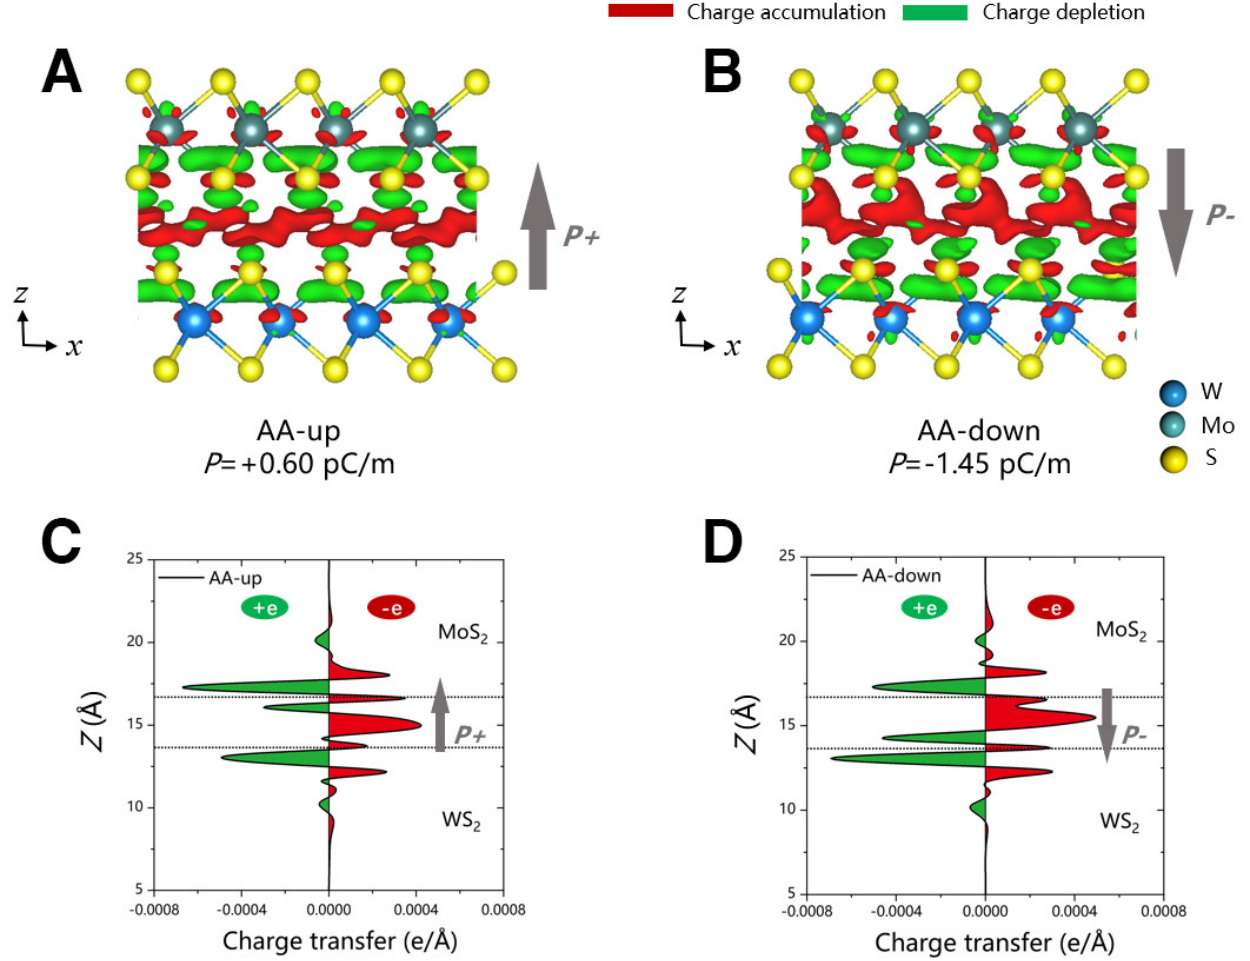 Charge accumulation Charge depletion
A B
P+ P-
z z
x x
W
Mo
S
AA-up AA-down
P=+0.60 pC/m P=-1.45 pC/m
C D
25 25
AA-up AA-down
+e -e +e -e
MoS2 MoS2
20 20
Z (Å) Z (Å)
15 15
P+ P-
10 10
WS2 WS2
5 5
-0.0008 -0.0004 0.0000 0.0004 0.0008 -0.0008 -0.0004 0.0000 0.0004 0.0008
Charge transfer (e/Å) Charge transfer (e/Å)